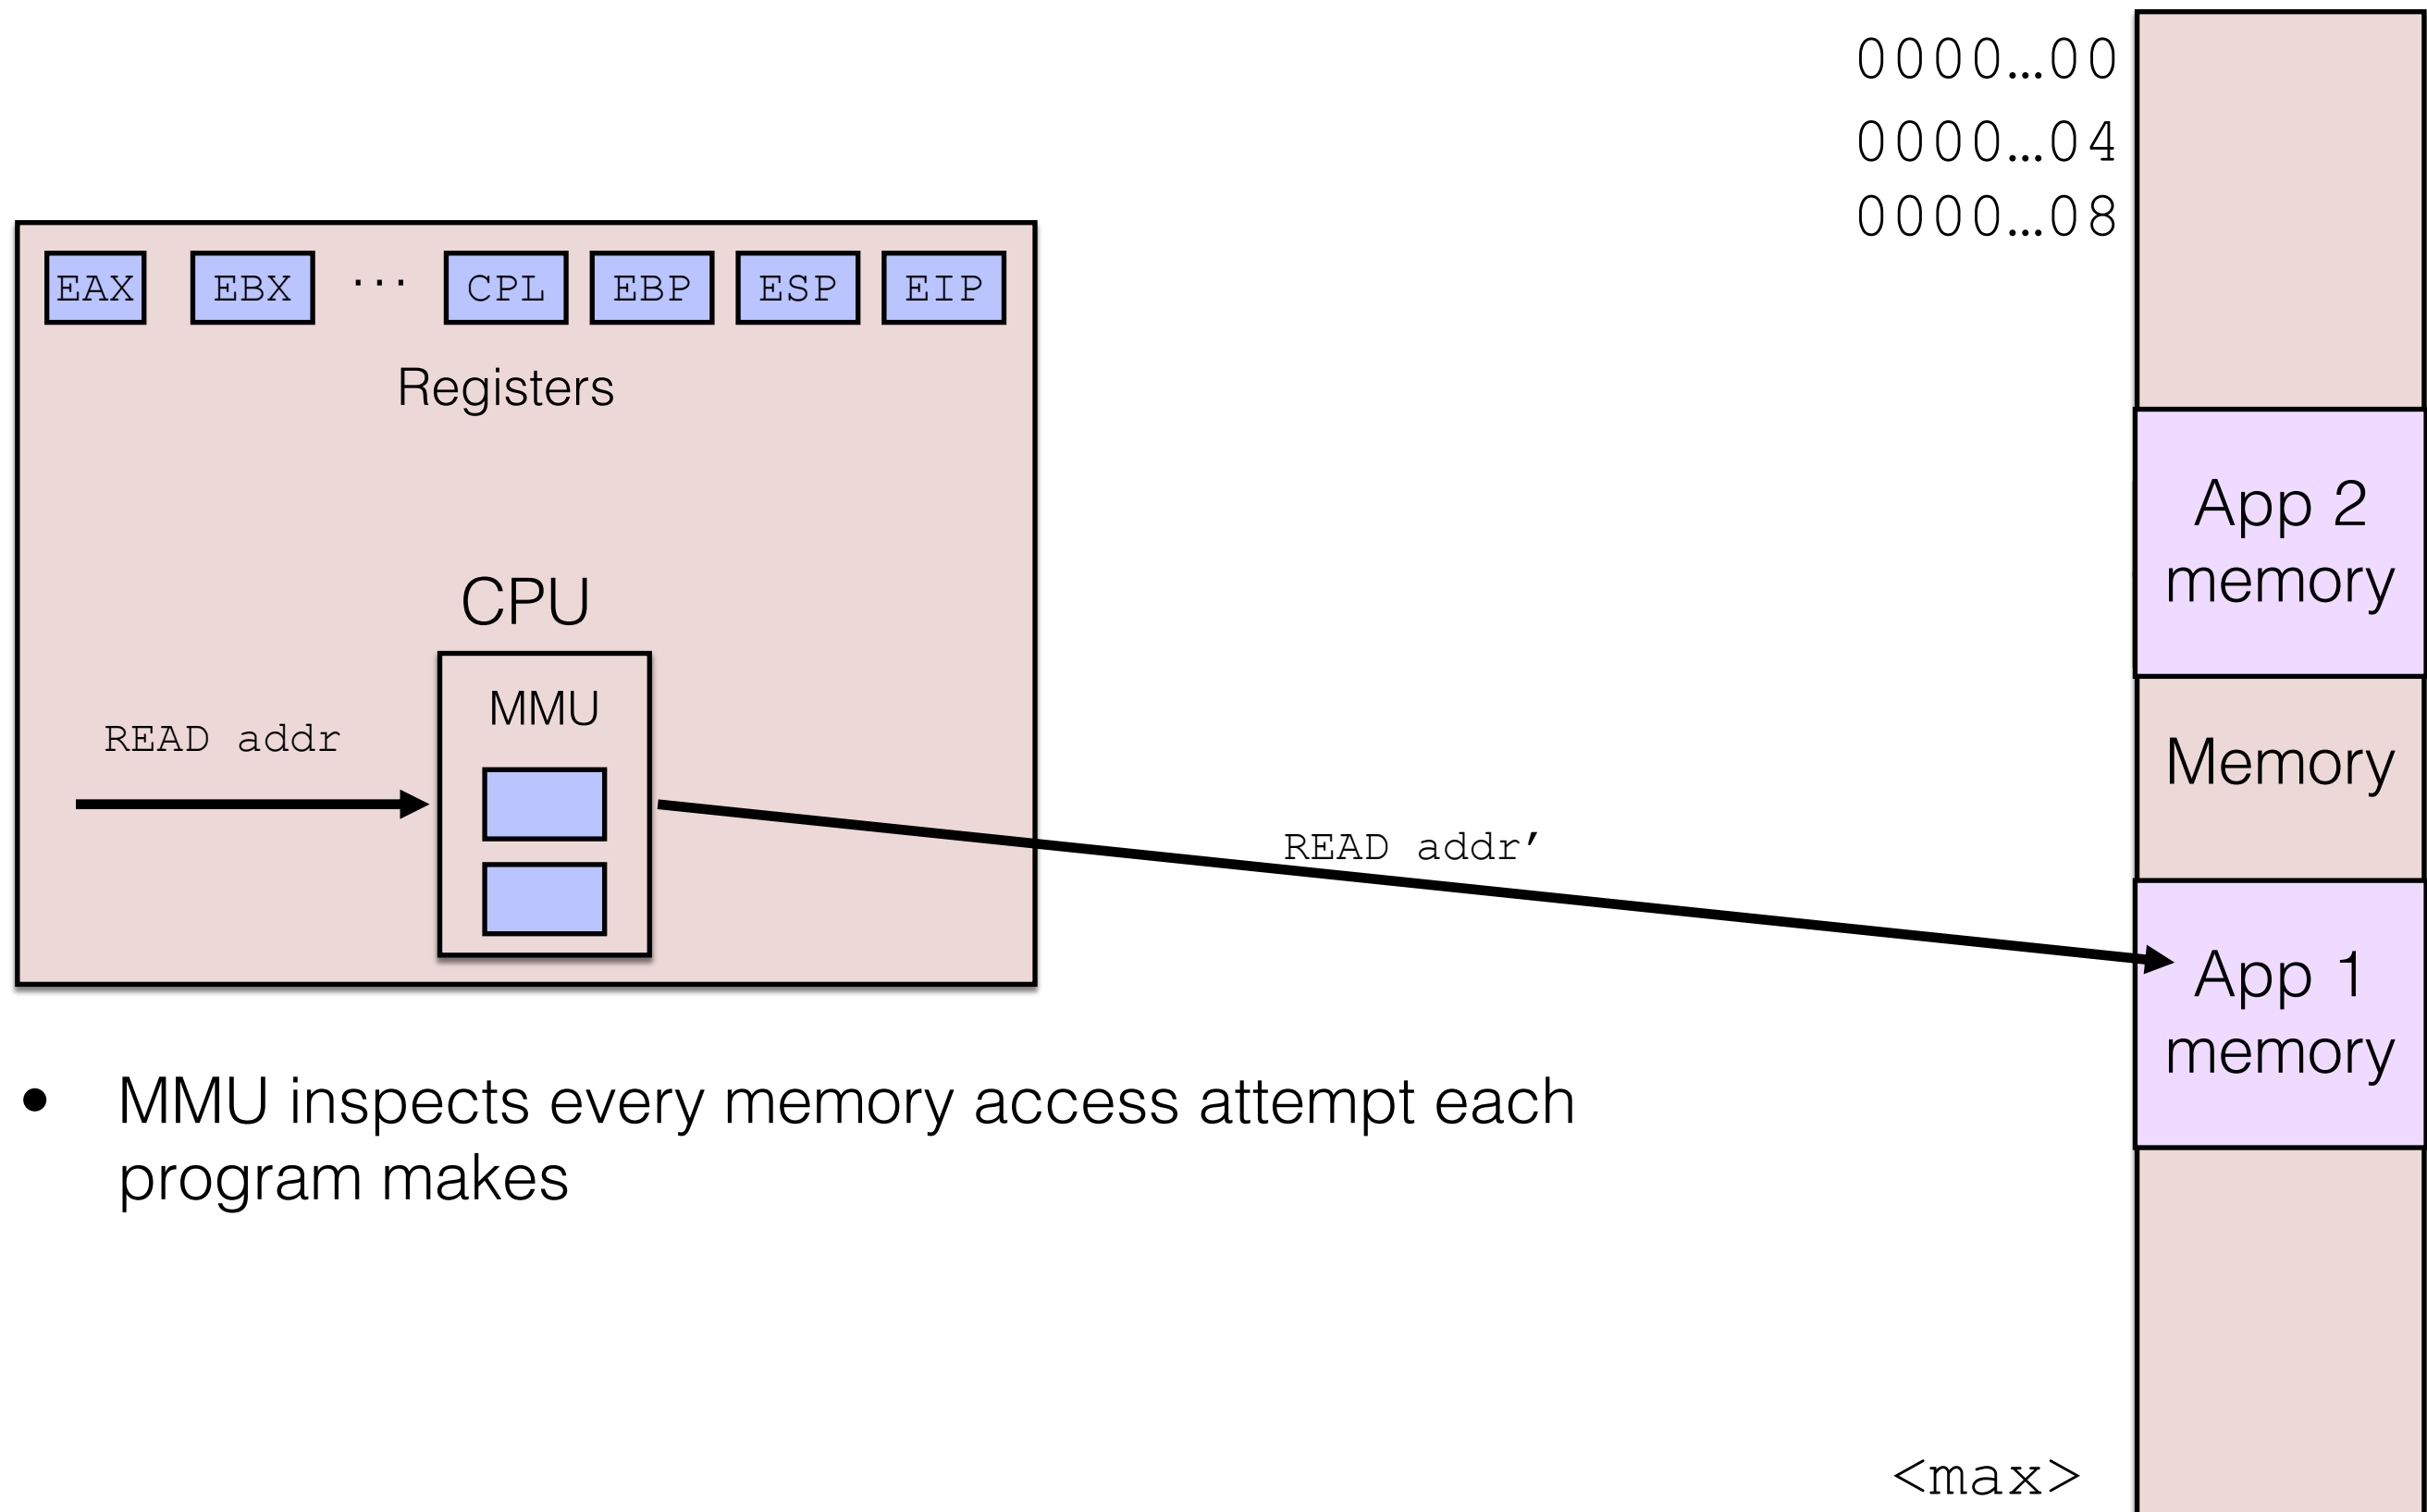 0000…00
0000…04
0000…08
EAX EBX ... CPL EBP ESP EIP
Registers
CPU
MMU
READ addr
READ addr’
App 2
memory
Memory
App 1
memory
• MMU inspects every memory access attempt each
program makes
<max>